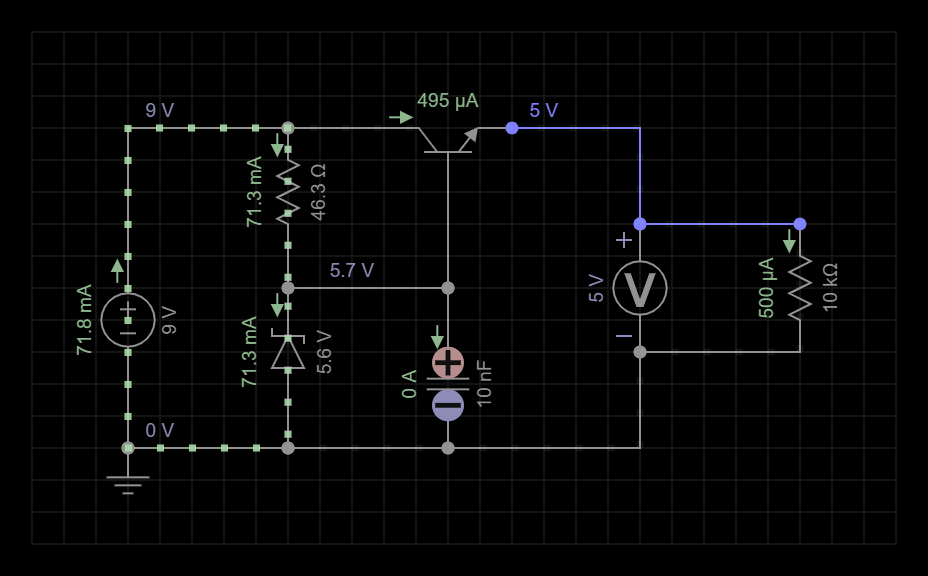 495 µA
9 V
5 V
71.3 mA
46.3 Ω
5.7 V
+
500 µA
10 kΩ
5 V
V
71.8 mA
+
−
9 V
71.3 mA
5.6 V
−
0 A
+
−
10 nF
0 V